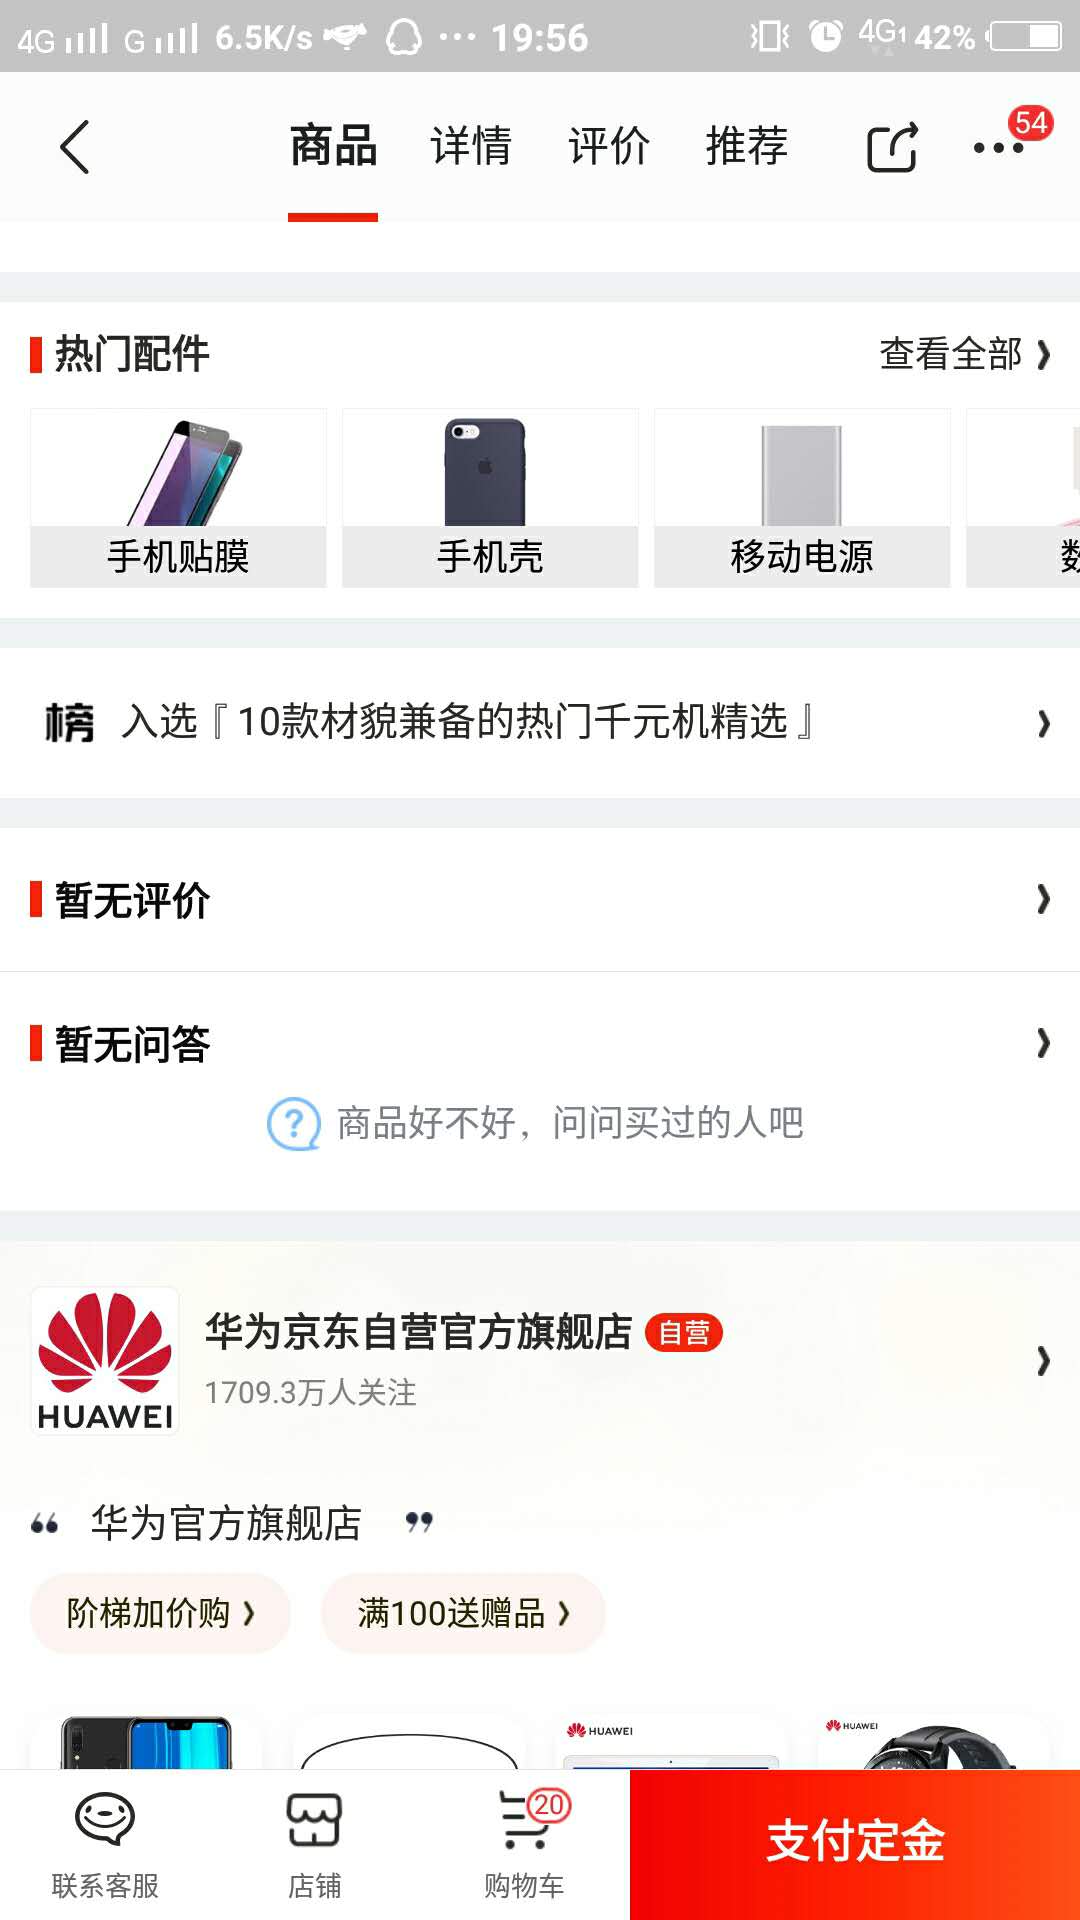 4G G 6.5K/s 19:56 4G1 42%
商品 详情 评价 推荐 54
热门配件 查看全部
手机贴膜 手机壳 移动电源
榜 入选『10款材貌兼备的热门千元机精选』
暂无评价
暂无问答
商品好不好，问问买过的人吧
华为京东自营官方旗舰店 自营
1709.3万人关注
HUAWEI
华为官方旗舰店
阶梯加价购 满100送赠品
HUAWEI HUAWEI
20
联系客服 店铺 购物车 支付定金